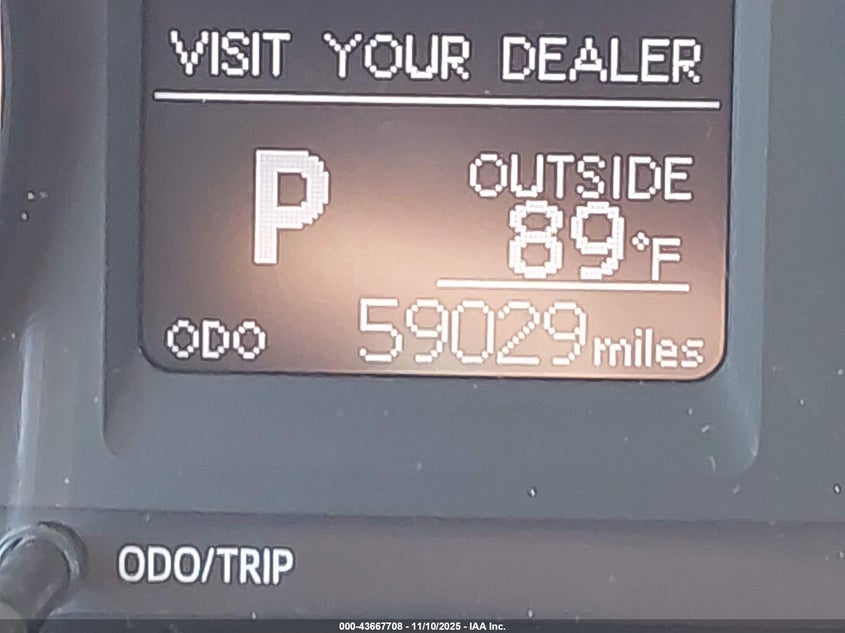 VISIT YOUR DEALER
P
OUTSIDE
89°F
ODO 59029 miles
ODO/TRIP
000-43667708 - 11/10/2025 - IAA Inc.